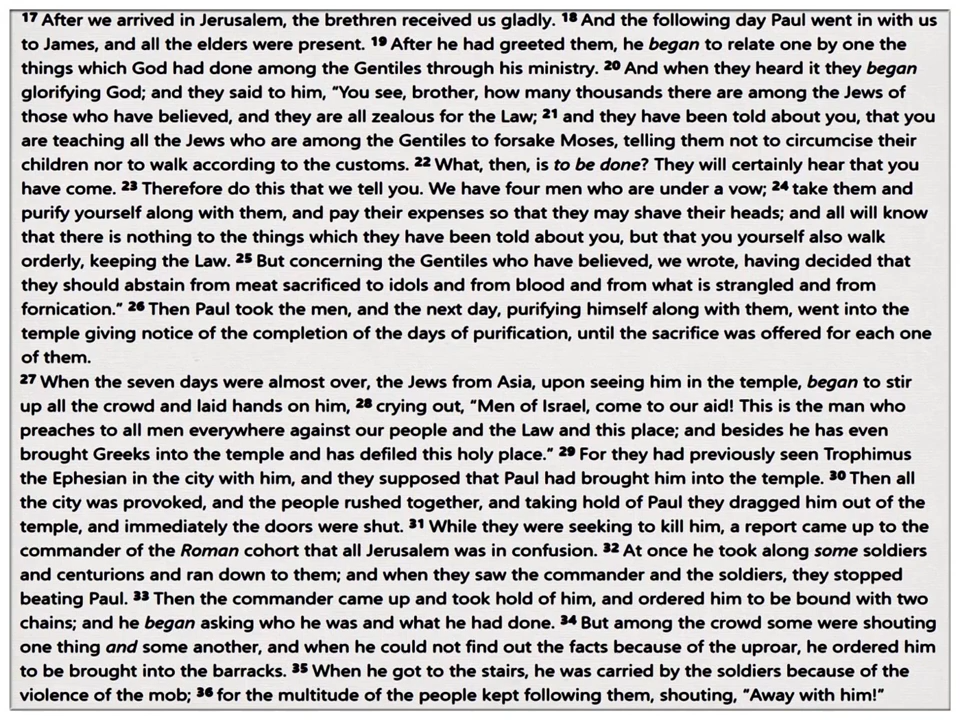 17 After we arrived in Jerusalem, the brethren received us gladly. 18 And the following day Paul went in with us
to James, and all the elders were present. 19 After he had greeted them, he began to relate one by one the
things which God had done among the Gentiles through his ministry. 20 And when they heard it they began
glorifying God; and they said to him, "You see, brother, how many thousands there are among the Jews of
those who have believed, and they are all zealous for the Law; 21 and they have been told about you, that you
are teaching all the Jews who are among the Gentiles to forsake Moses, telling them not to circumcise their
children nor to walk according to the customs. 22 What, then, is to be done? They will certainly hear that you
have come. 23 Therefore do this that we tell you. We have four men who are under a vow; 24 take them and
purify yourself along with them, and pay their expenses so that they may shave their heads; and all will know
that there is nothing to the things which they have been told about you, but that you yourself also walk
orderly, keeping the Law. 25 But concerning the Gentiles who have believed, we wrote, having decided that
they should abstain from meat sacrificed to idols and from blood and from what is strangled and from
fornication." 26 Then Paul took the men, and the next day, purifying himself along with them, went into the
temple giving notice of the completion of the days of purification, until the sacrifice was offered for each one
of them.
27 When the seven days were almost over, the Jews from Asia, upon seeing him in the temple, began to stir
up all the crowd and laid hands on him, 28 crying out, "Men of Israel, come to our aid! This is the man who
preaches to all men everywhere against our people and the Law and this place; and besides he has even
brought Greeks into the temple and has defiled this holy place." 29 For they had previously seen Trophimus
the Ephesian in the city with him, and they supposed that Paul had brought him into the temple. 30 Then all
the city was provoked, and the people rushed together, and taking hold of Paul they dragged him out of the
temple, and immediately the doors were shut. 31 While they were seeking to kill him, a report came up to the
commander of the Roman cohort that all Jerusalem was in confusion. 32 At once he took along some soldiers
and centurions and ran down to them; and when they saw the commander and the soldiers, they stopped
beating Paul. 33 Then the commander came up and took hold of him, and ordered him to be bound with two
chains; and he began asking who he was and what he had done. 34 But among the crowd some were shouting
one thing and some another, and when he could not find out the facts because of the uproar, he ordered him
to be brought into the barracks. 35 When he got to the stairs, he was carried by the soldiers because of the
violence of the mob; 36 for the multitude of the people kept following them, shouting, "Away with him!"